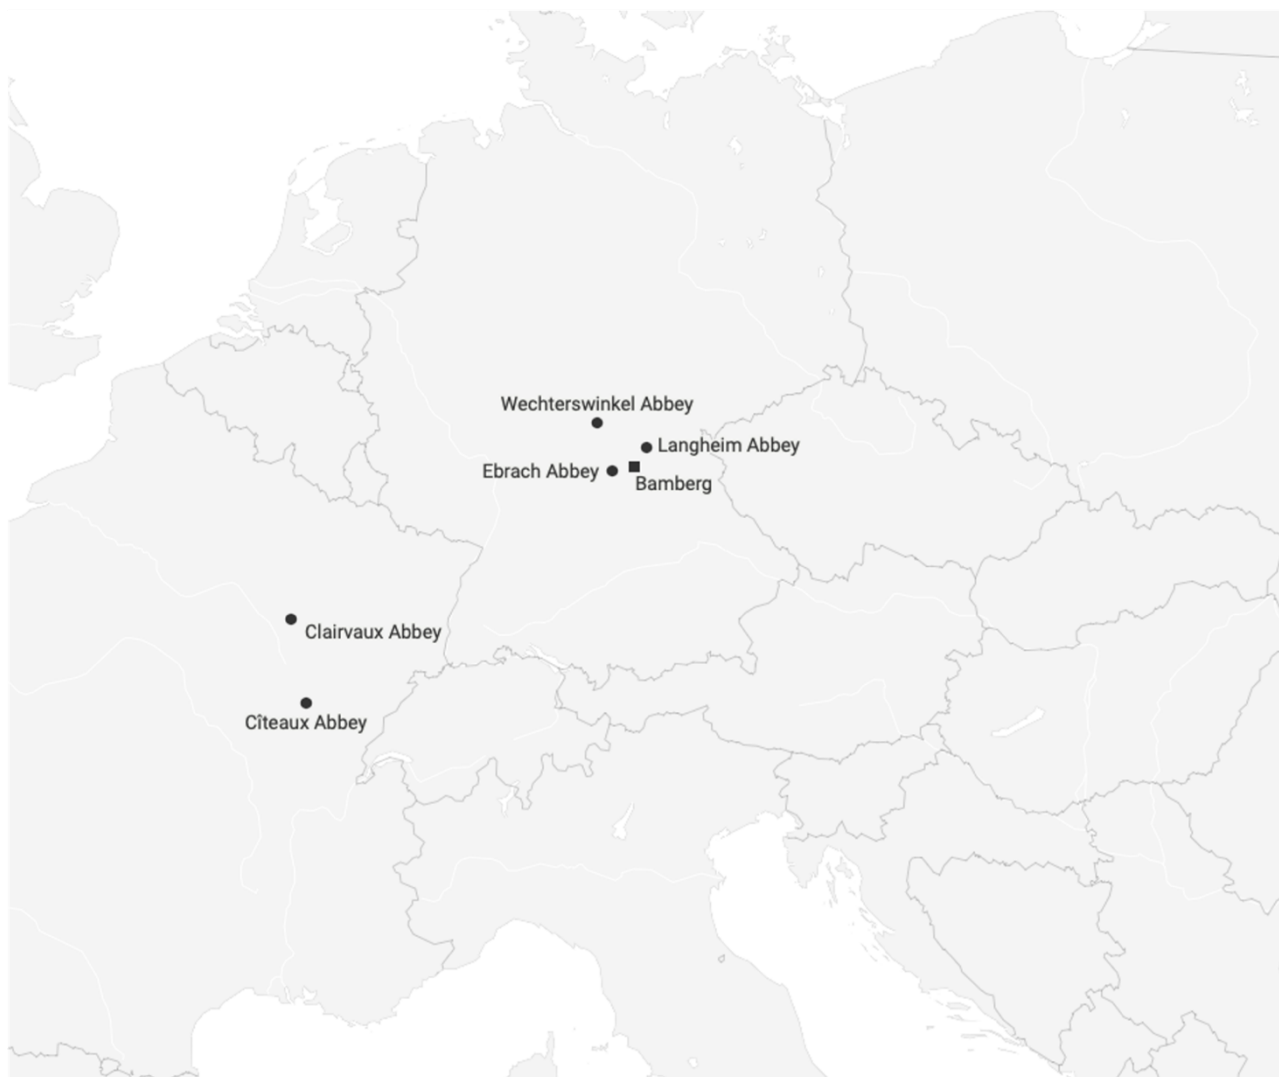 Wechterswinkel Abbey
Langheim Abbey
Ebrach Abbey
Bamberg
Clairvaux Abbey
Cîteaux Abbey